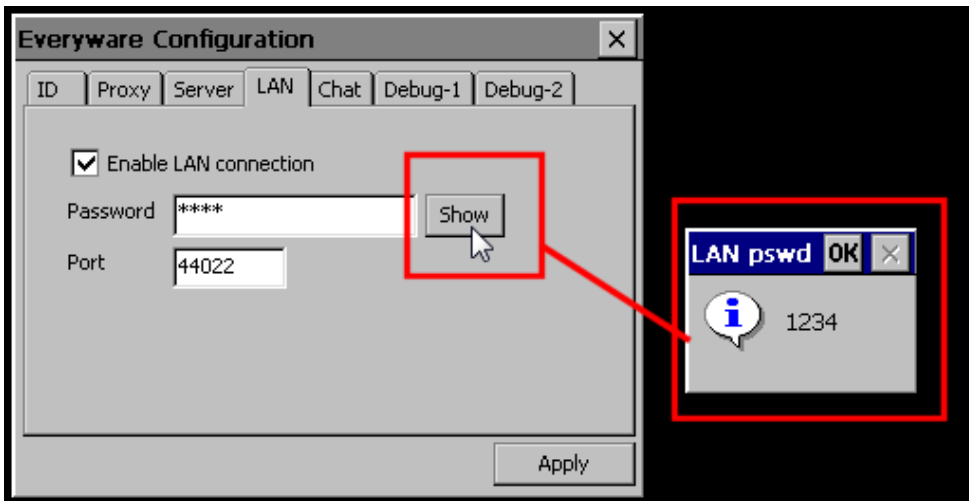 Everyware Configuration
ID Proxy Server LAN Chat Debug-1 Debug-2
Enable LAN connection
Password **** Show
Port 44022
Apply
LAN pswd OK
1234